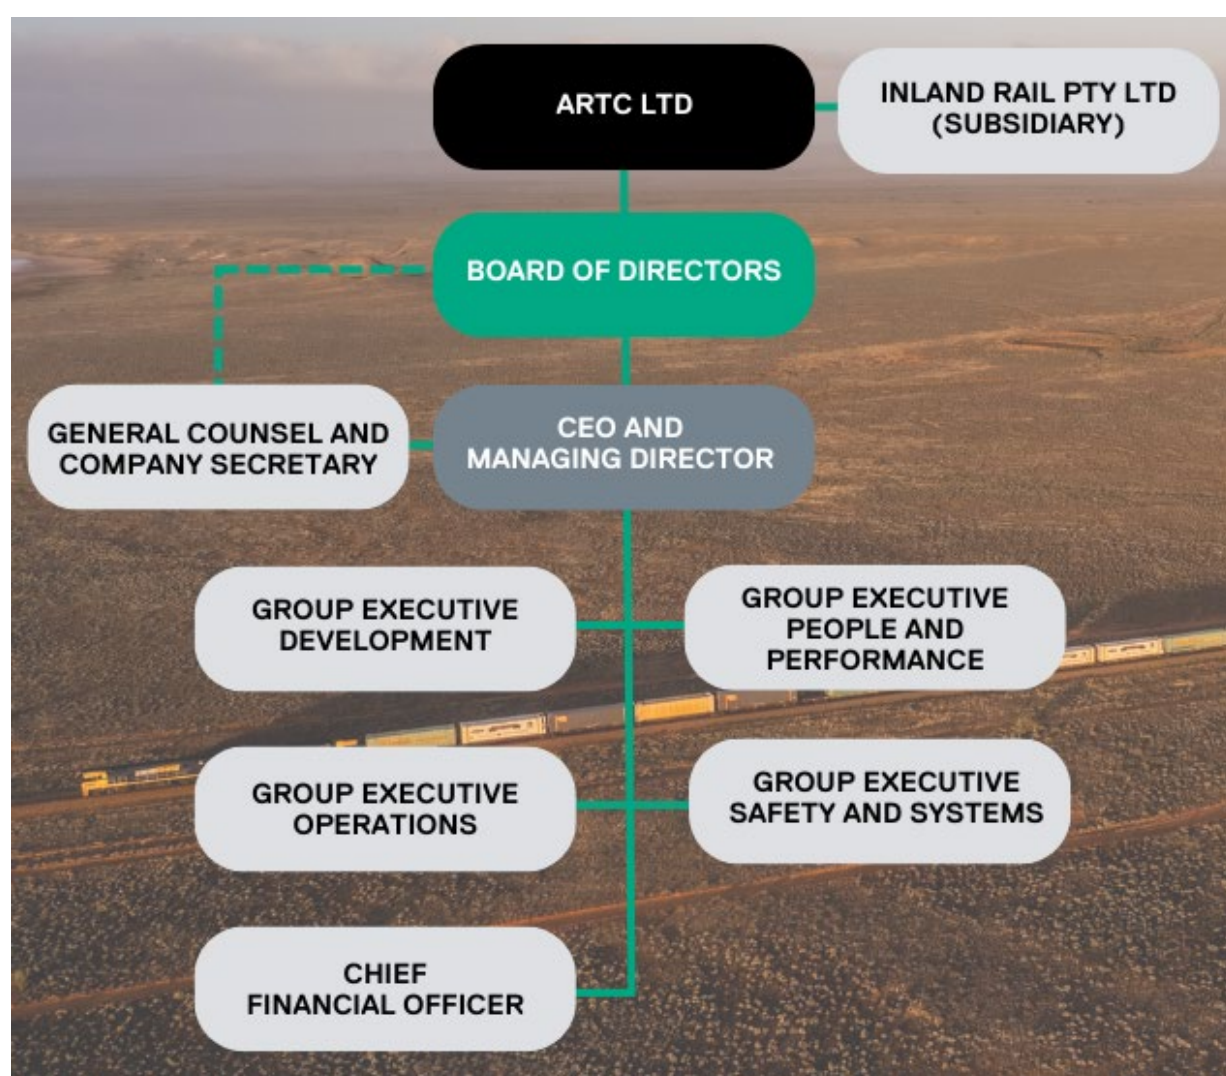 ARTC LTD
INLAND RAIL PTY LTD
(SUBSIDIARY)
BOARD OF DIRECTORS
GENERAL COUNSEL AND
COMPANY SECRETARY
CEO AND
MANAGING DIRECTOR
GROUP EXECUTIVE
DEVELOPMENT
GROUP EXECUTIVE
PEOPLE AND
PERFORMANCE
GROUP EXECUTIVE
OPERATIONS
GROUP EXECUTIVE
SAFETY AND SYSTEMS
CHIEF
FINANCIAL OFFICER